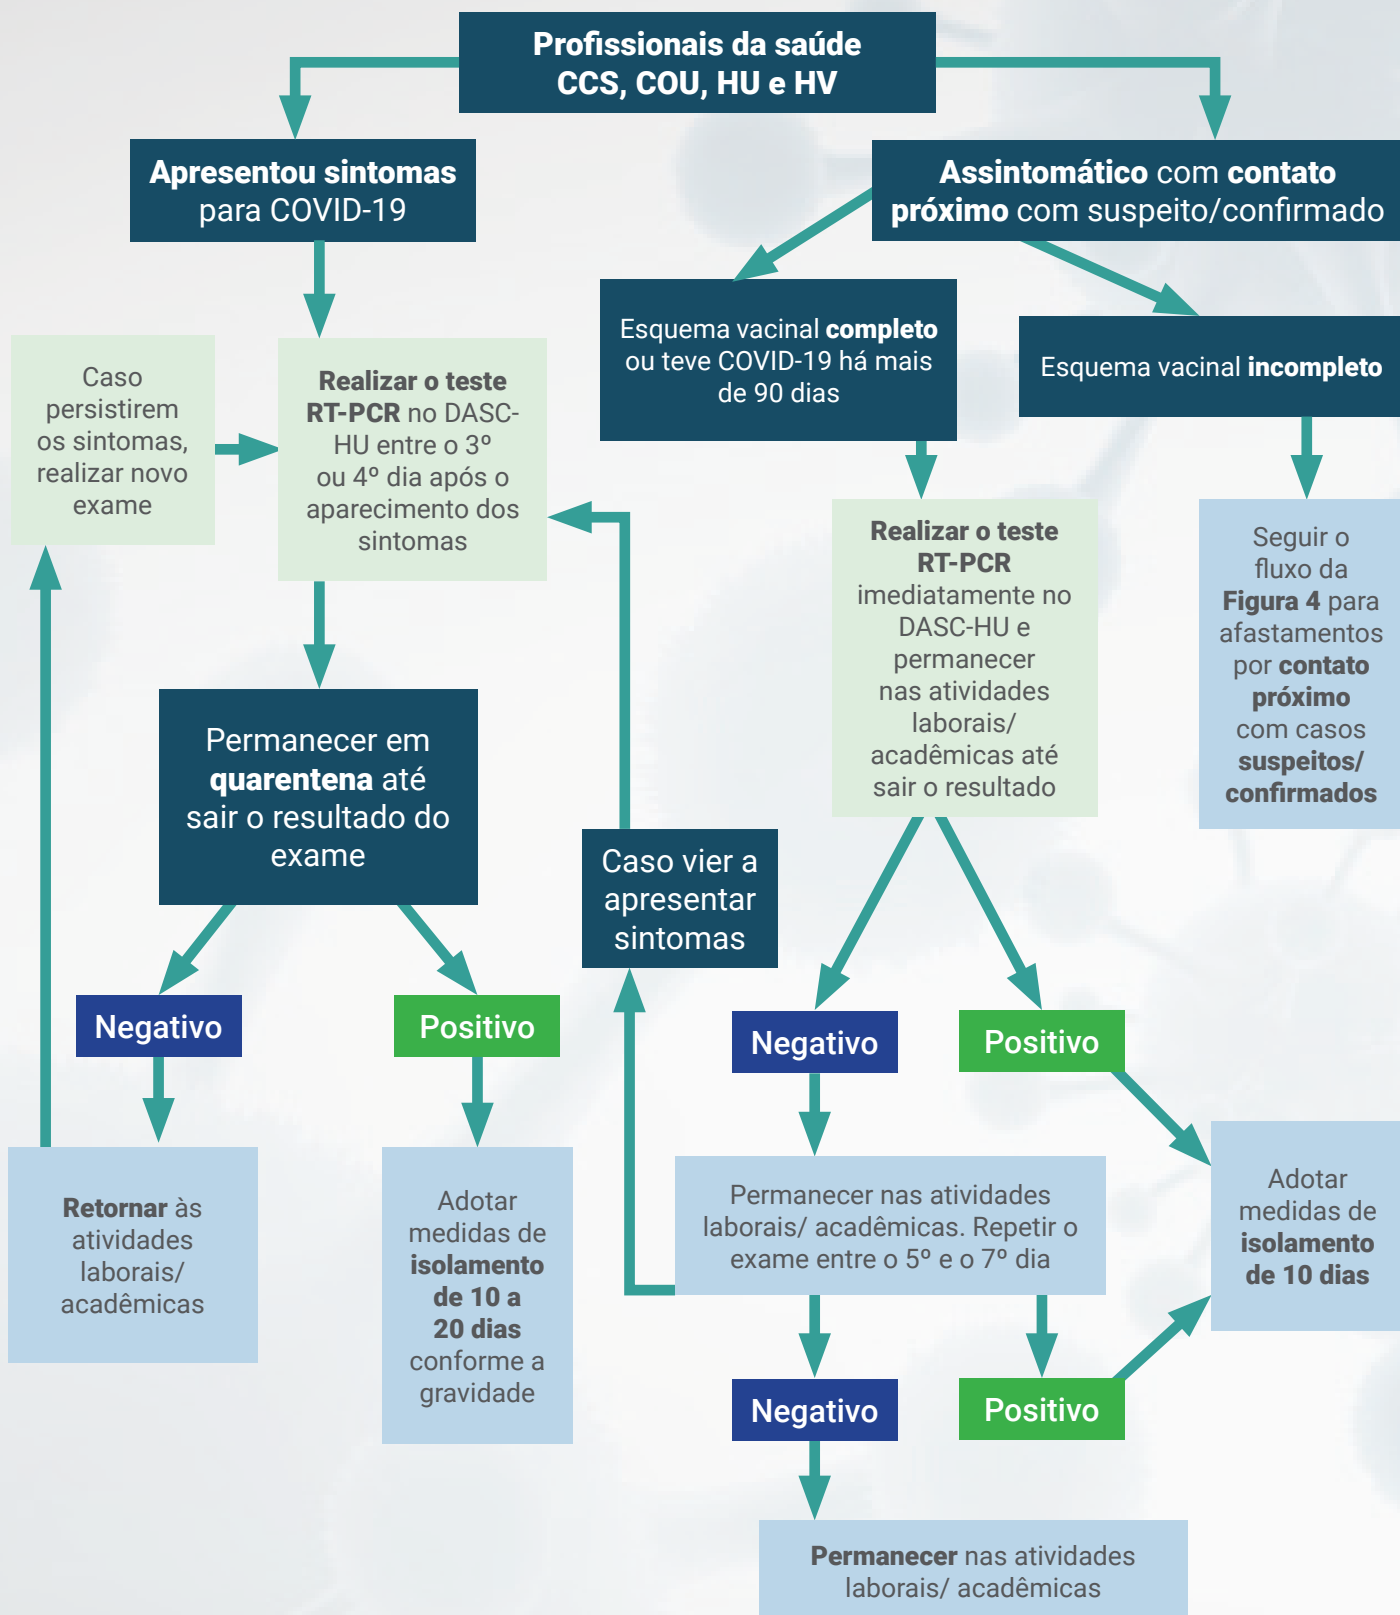 Profissionais da saúde
CCS, COU, HU e HV
Apresentou sintomas
para COVID-19
Assintomático com contato
próximo com suspeito/confirmado
Esquema vacinal completo
ou teve COVID-19 há mais
de 90 dias
Esquema vacinal incompleto
Caso
persistirem
os sintomas,
realizar novo
exame
Realizar o teste
RT-PCR no DASC-
HU entre o 3º
ou 4º dia após o
aparecimento dos
sintomas
Realizar o teste
RT-PCR
imediatamente no
DASC-HU e
permanecer
nas atividades
laborais/
acadêmicas até
sair o resultado
Seguir o
fluxo da
Figura 4 para
afastamentos
por contato
próximo
com casos
suspeitos/
confirmados
Permanecer em
quarentena até
sair o resultado do
exame
Caso vier a
apresentar
sintomas
Negativo
Positivo
Negativo
Positivo
Retornar às
atividades
laborais/
acadêmicas
Adotar
medidas de
isolamento
de 10 a
20 dias
conforme a
gravidade
Permanecer nas atividades
laborais/ acadêmicas. Repetir o
exame entre o 5º e o 7º dia
Adotar
medidas de
isolamento
de 10 dias
Negativo
Positivo
Permanecer nas atividades
laborais/ acadêmicas